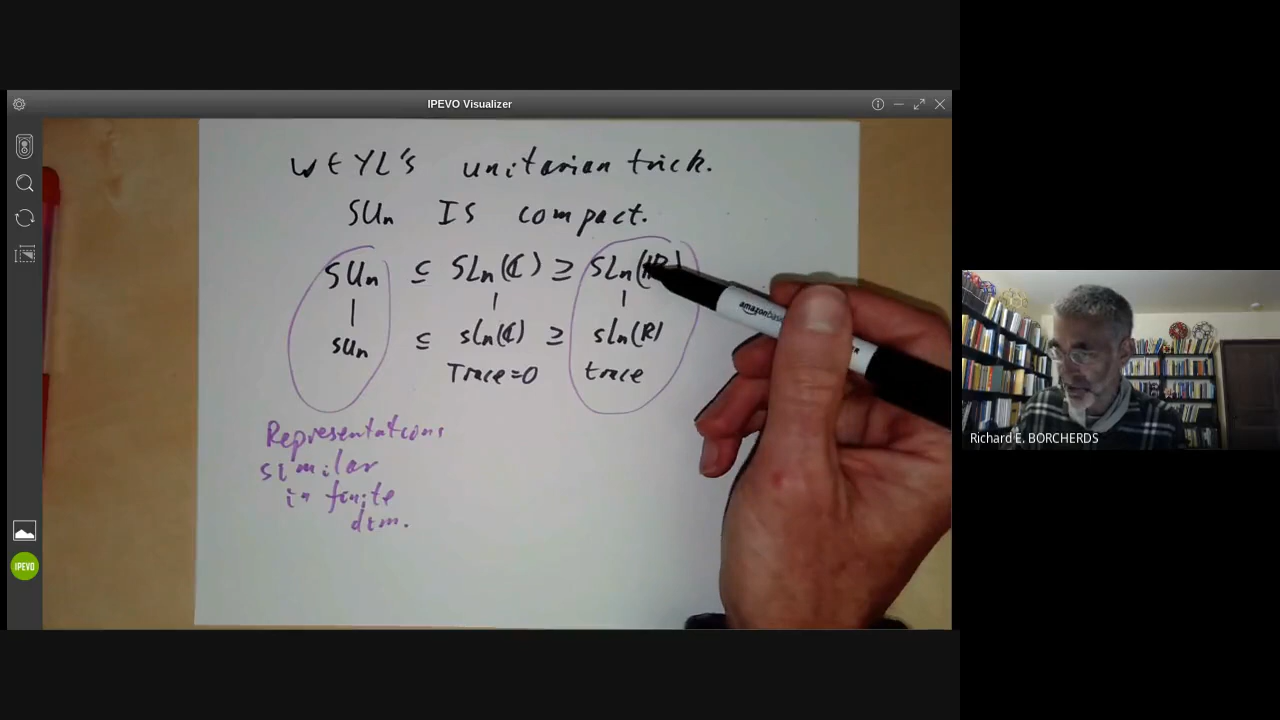 IPEVO Visualizer
WEYL's unitarian trick.
SUn IS compact.
SUn ⊆ SLn(ℂ) ≥ SLn(ℝ)
sun ⊆ sln(ℂ) ≥ sln(R)
Trace=0 trace
Representations
similar
in finite
dim.
amazonbasics
IPEVO
Richard E. BORCHERDS